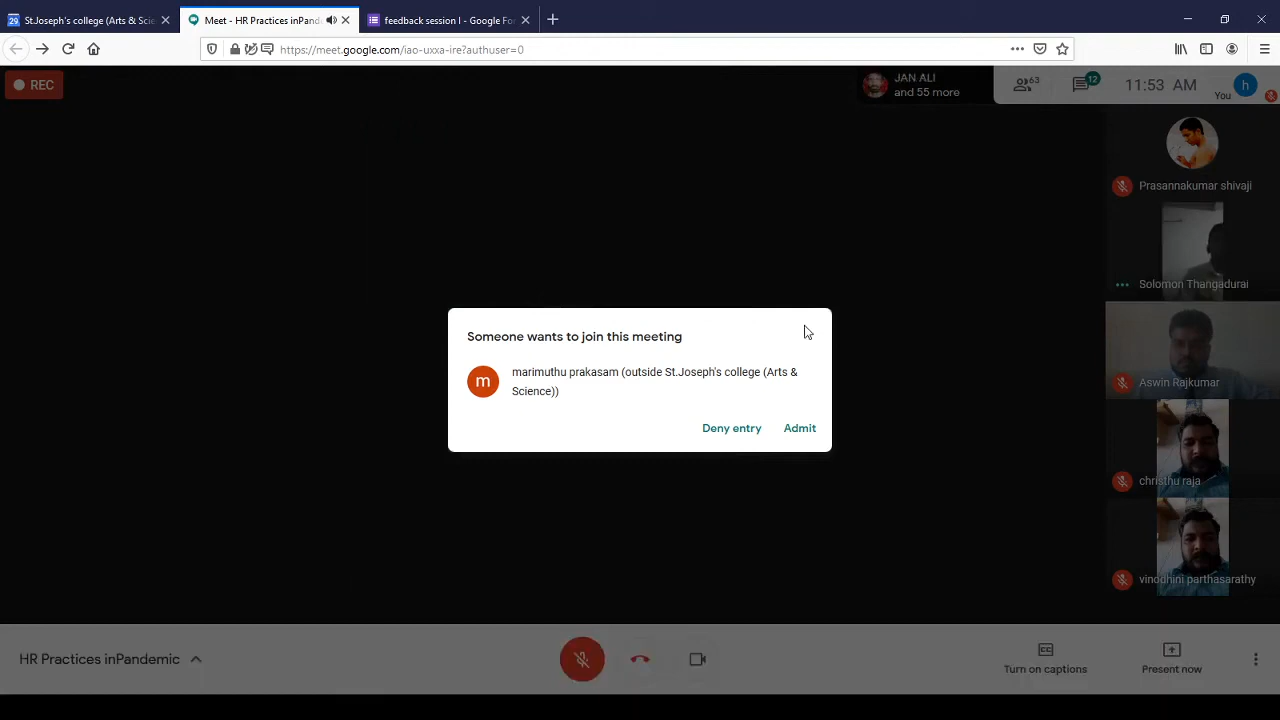 29 St.Joseph's college (Arts & Scie
Meet - HR Practices inPande
feedback session I - Google For
https://meet.google.com/iao-uxxa-ire?authuser=0
REC
JAN ALI
and 55 more
63
12
11:53 AM
You
h
Prasannakumar shivaji
Solomon Thangadurai
Aswin Rajkumar
christhu raja
vinodhini parthasarathy
Someone wants to join this meeting
m
marimuthu prakasam (outside St.Joseph's college (Arts &
Science))
Deny entry Admit
HR Practices inPandemic
Turn on captions
Present now